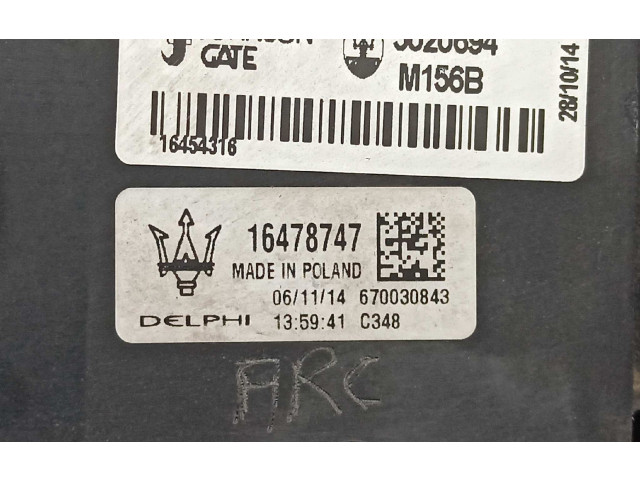 GATE
M156B
28/10/14
16454316
16478747
MADE IN POLAND
06/11/14 670030843
DELPHI 13:59:41 C348
ARC